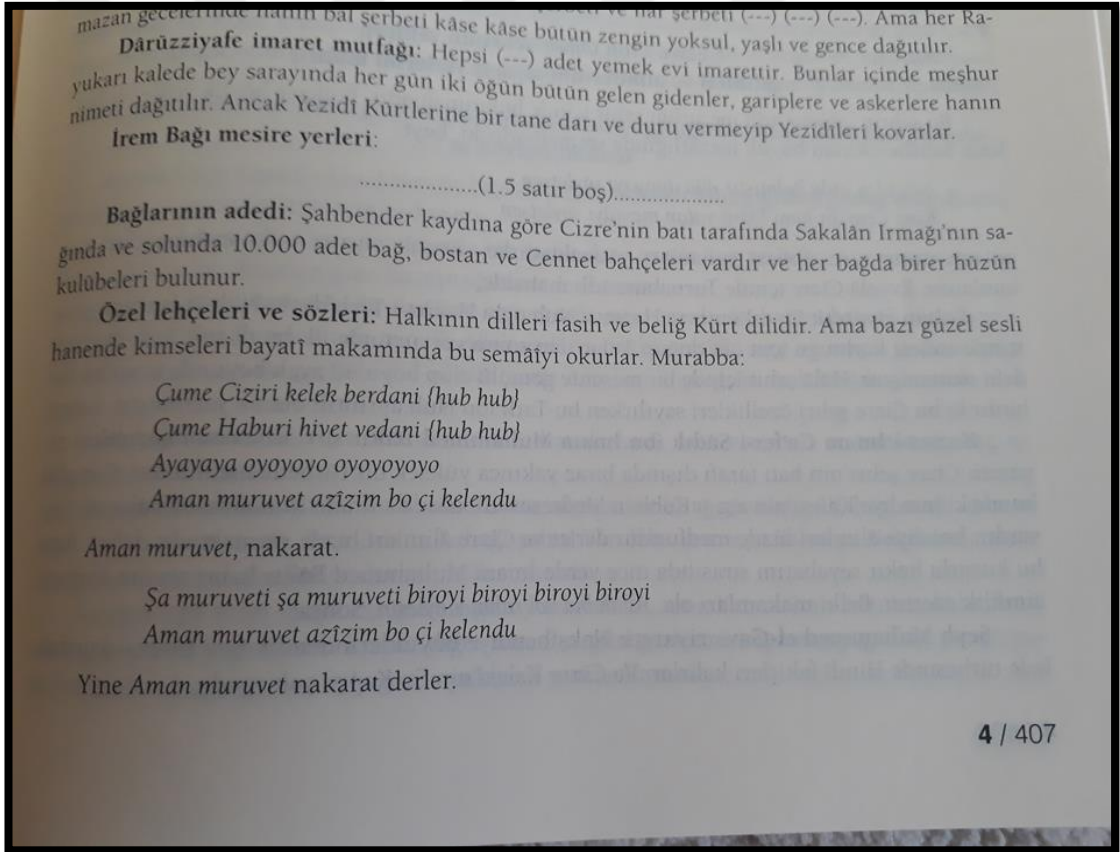 mazan gecelerinde hanın bal şerbeti kâse kâse bütün zengin yoksul, yaşlı ve gence dağıtılır.
şerbeti (---) (---) (---). Ama her Ra-
Dârüzziyafe imaret mutfağı: Hepsi (---) adet yemek evi imarettir. Bunlar içinde meşhur
yukarı kalede bey sarayında her gün iki öğün bütün gelen gidenler, gariplere ve askerlere hanın
nimeti dağıtılır. Ancak Yezidî Kürtlerine bir tane darı ve duru vermeyip Yezidîleri kovarlar.
İrem Bağı mesire yerleri:
...................(1.5 satır boş)..................
Bağlarının adedi: Şahbender kaydına göre Cizre'nin batı tarafında Sakalân Irmağı'nın sa-
ğında ve solunda 10.000 adet bağ, bostan ve Cennet bahçeleri vardır ve her bağda birer hüzün
kulûbeleri bulunur.
Özel lehçeleri ve sözleri: Halkının dilleri fasih ve beliğ Kürt dilidir. Ama bazı güzel sesli
hanende kimseleri bayatî makamında bu semâîyi okurlar. Murabba:
Çume Ciziri kelek berdani {hub hub}
Çume Haburi hivet vedani {hub hub}
Ayayaya oyoyoyo oyoyoyoyo
Aman muruvet azîzim bo çi kelendu
Aman muruvet, nakarat.
Şa muruveti şa muruveti biroyi biroyi biroyi biroyi
Aman muruvet azîzim bo çi kelendu
Yine Aman muruvet nakarat derler.
4 / 407